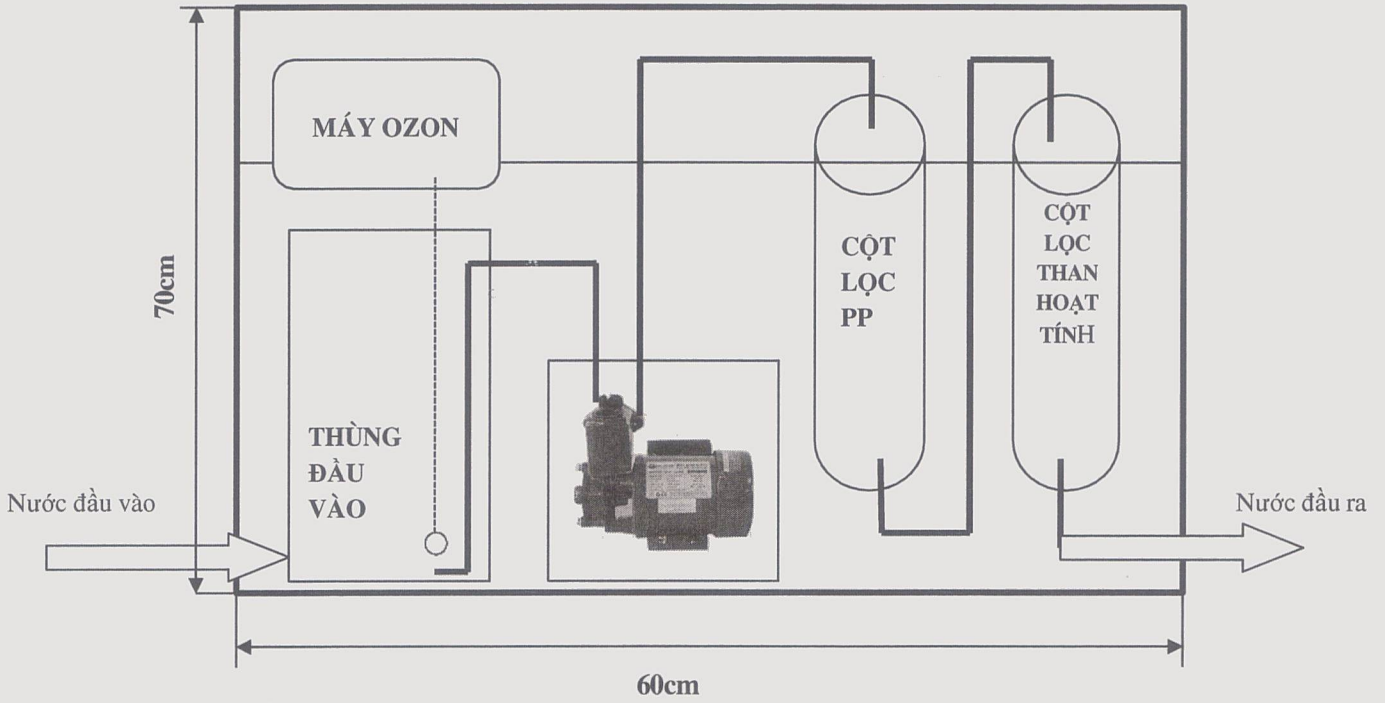 MÁY OZON
70cm
CỘT
LỌC
PP
CỘT
LỌC
THAN
HOẠT
TÍNH
THÙNG
ĐẦU
VÀO
Nước đầu vào
Nước đầu ra
60cm